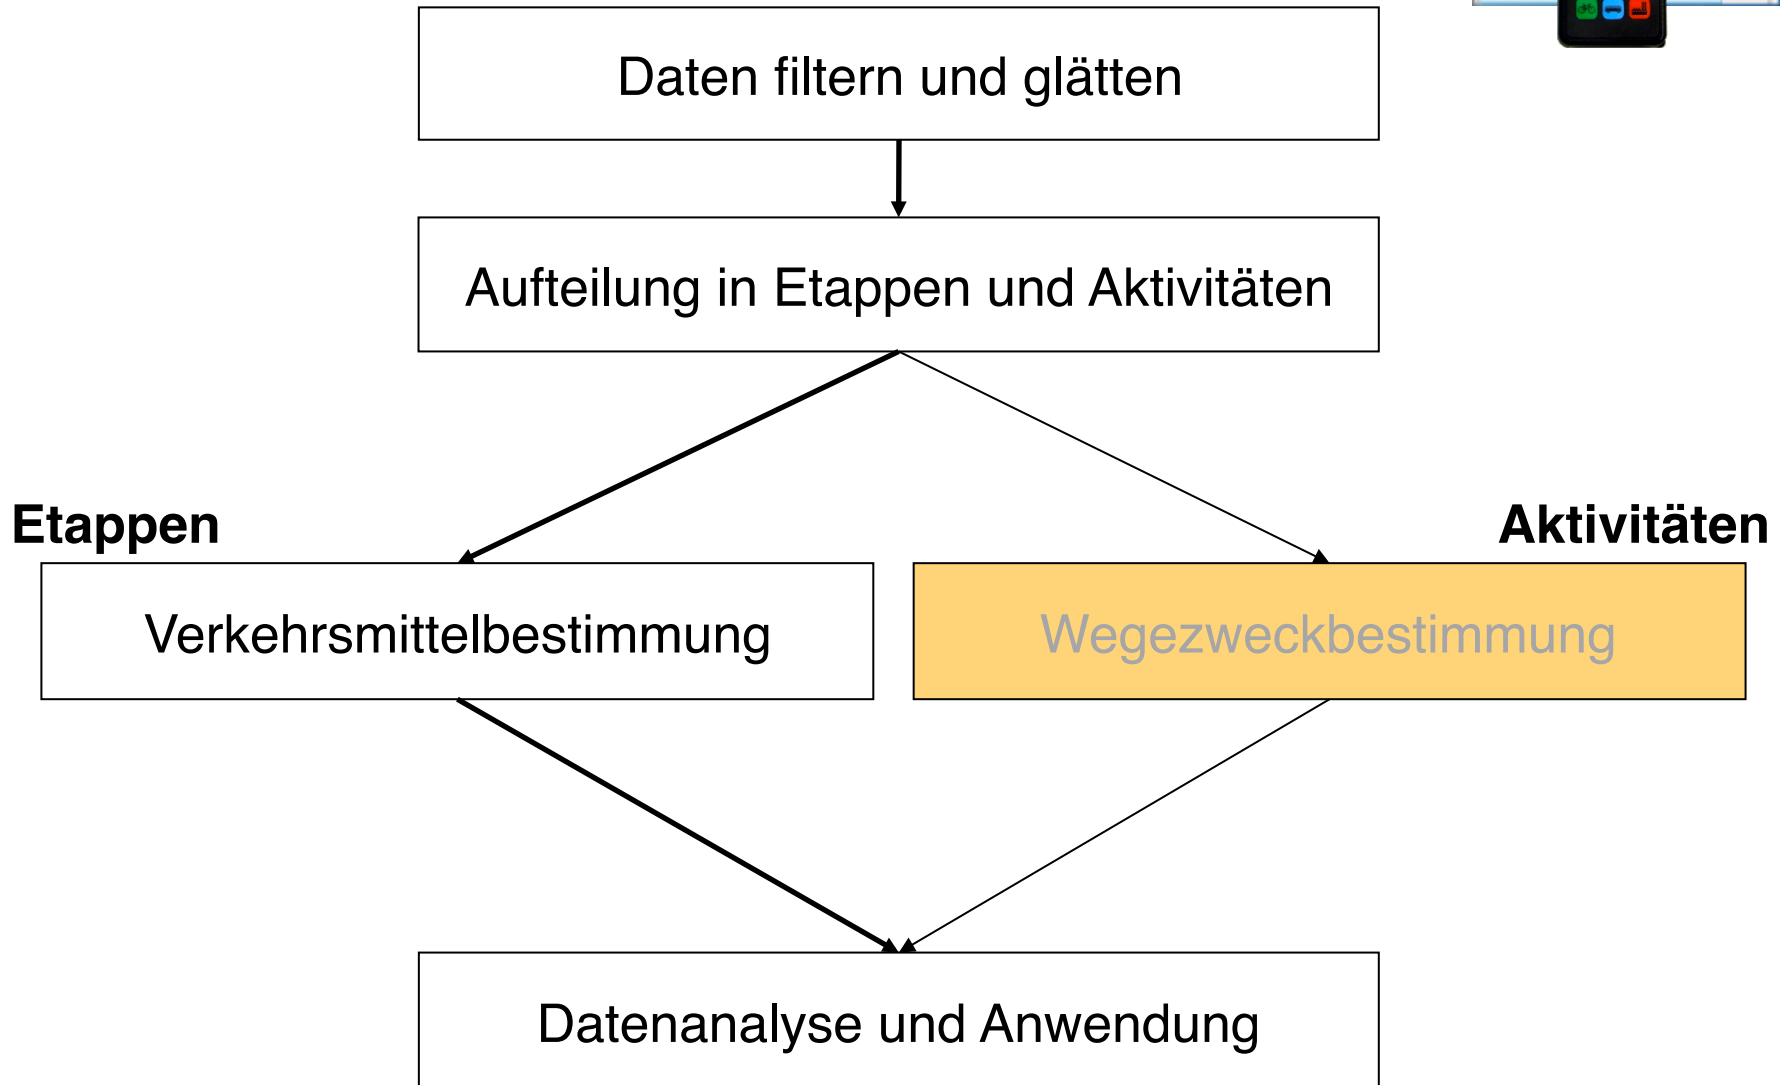 Daten filtern und glätten
Aufteilung in Etappen und Aktivitäten
Etappen
Aktivitäten
Verkehrsmittelbestimmung
Wegezweckbestimmung
Datenanalyse und Anwendung